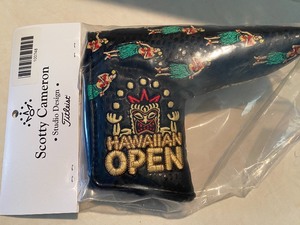 Scotty Cameron
• Studio Design •
Titleist
HAWAIIAN
OPEN